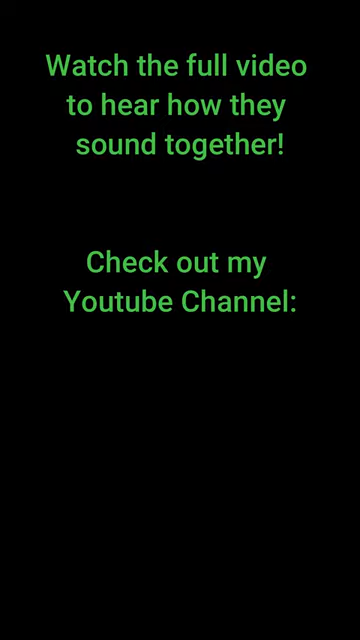 Watch the full video
to hear how they
sound together!
Check out my
Youtube Channel: